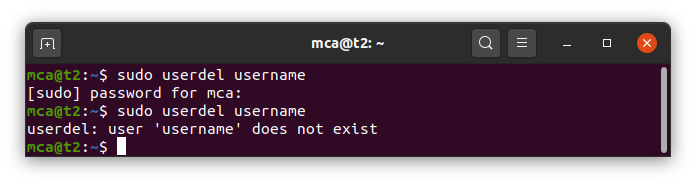 mca@t2: ~
mca@t2:~$ sudo userdel username
[sudo] password for mca:
mca@t2:~$ sudo userdel username
userdel: user 'username' does not exist
mca@t2:~$